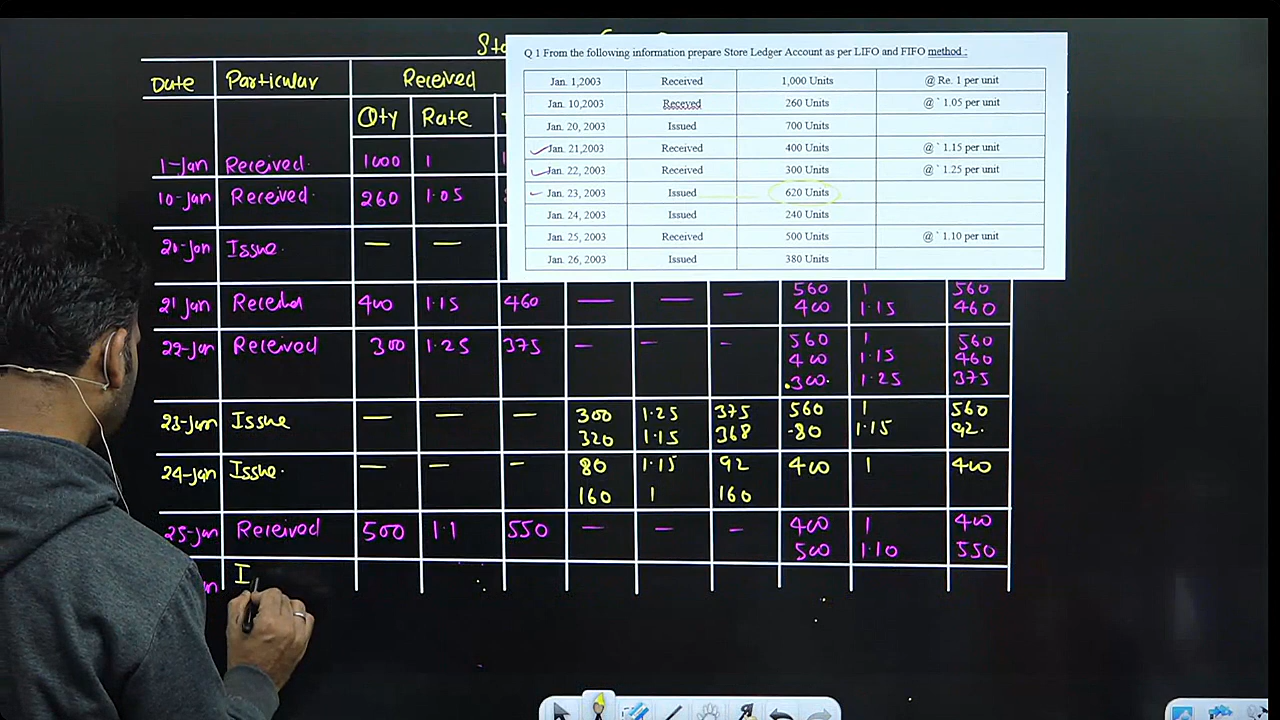 Sto
Q 1 From the following information prepare Store Ledger Account as per LIFO and FIFO method :
Jan. 1,2003 Received 1,000 Units @ Re. 1 per unit
Jan. 10,2003 Receved 260 Units @ ` 1.05 per unit
Jan. 20, 2003 Issued 700 Units
Jan. 21,2003 Received 400 Units @ ` 1.15 per unit
Jan. 22, 2003 Received 300 Units @ ` 1.25 per unit
Jan. 23, 2003 Issued 620 Units
Jan. 24, 2003 Issued 240 Units
Jan. 25, 2003 Received 500 Units @ ` 1.10 per unit
Jan. 26, 2003 Issued 380 Units
Date Particular Received
Qty Rate
1-Jan Received. 1000 1
10-Jan Received. 260 1.05
20-Jan Issue. — —
560 1 560
21 Jan 400 1.15 460 — — — 400 1.15 460
560 1 560
22-Jan Received 300 1.25 375 — — - 400 1.15 460
.300. 1.25 375
23-Jan Issue — — — 300 1.25 375 560 1 560
320 1.15 368 -80 1.15 92.
24-Jan Issue. — — — 80 1.15 92 400 1 400
160 1 160
25-Jan Received 500 1.1 550 — — — 400 1 400
500 1.10 550
I